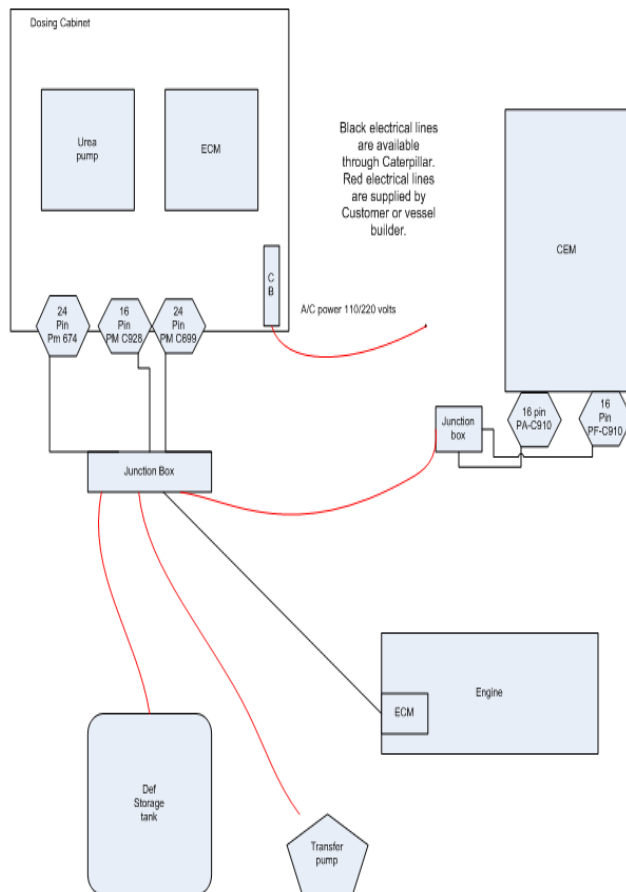 Dosing Cabinet
Urea
pump
ECM
Black electrical lines
are available
through Caterpillar.
Red electrical lines
are supplied by
Customer or vessel
builder.
CEM
C
B
A/C power 110/220 volts
24
Pin
Pm 674
16
Pin
PM C928
24
Pin
PM C699
Junction
box
16 pin
PA-C910
16
Pin
PF-C910
Junction Box
Engine
ECM
Def
Storage
tank
Transfer
pump